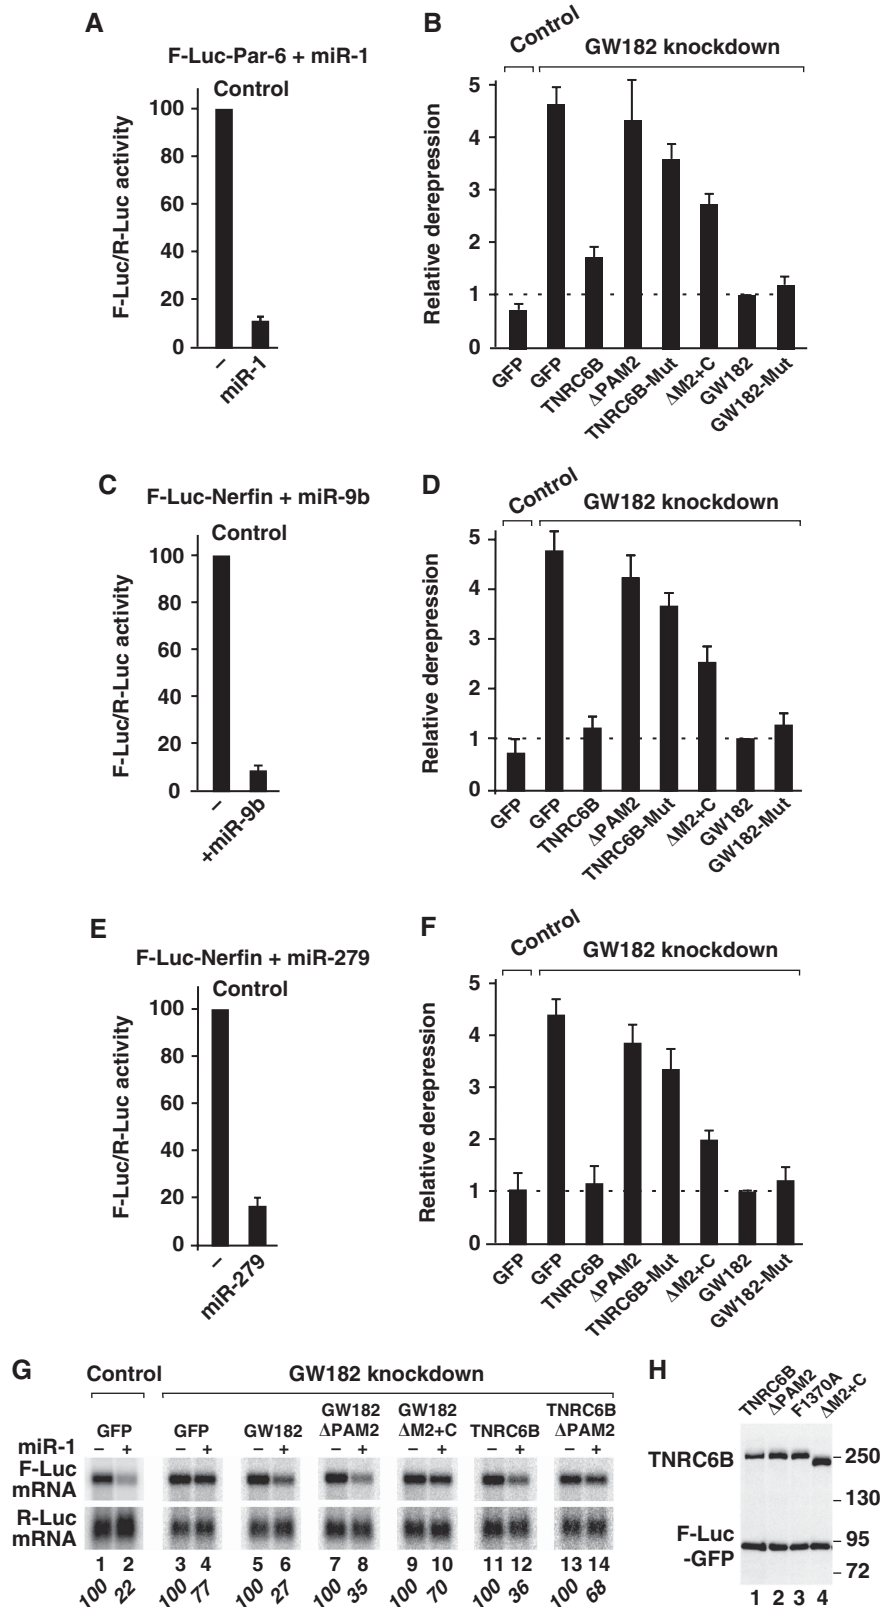 A
F-Luc-Par-6 + miR-1
Control
F-Luc/R-Luc activity
100
80
60
40
20
0
–
miR-1
B
Control
GW182 knockdown
Relative derepression
5
4
3
2
1
0
GFP
GFP
TNRC6B
ΔPAM2
TNRC6B-Mut
ΔM2+C
GW182
GW182-Mut
C
F-Luc-Nerfin + miR-9b
Control
F-Luc/R-Luc activity
100
80
60
40
20
0
–
+miR-9b
D
Control
GW182 knockdown
Relative derepression
5
4
3
2
1
0
GFP
GFP
TNRC6B
ΔPAM2
TNRC6B-Mut
ΔM2+C
GW182
GW182-Mut
E
F-Luc-Nerfin + miR-279
Control
F-Luc/R-Luc activity
100
80
60
40
20
0
–
miR-279
F
Control
GW182 knockdown
Relative derepression
5
4
3
2
1
0
GFP
GFP
TNRC6B
ΔPAM2
TNRC6B-Mut
ΔM2+C
GW182
GW182-Mut
G
Control GW182 knockdown
GFP GFP GW182 GW182 ΔPAM2 GW182 ΔM2+C TNRC6B TNRC6B ΔPAM2
miR-1 – + – + – + – + – + – + – +
F-Luc mRNA
R-Luc mRNA
1 2 3 4 5 6 7 8 9 10 11 12 13 14
100 22 100 77 100 27 100 35 100 70 100 36 100 68
H
TNRC6B ΔPAM2 F1370A ΔM2+C
TNRC6B
F-Luc -GFP
250
130
95
72
1 2 3 4